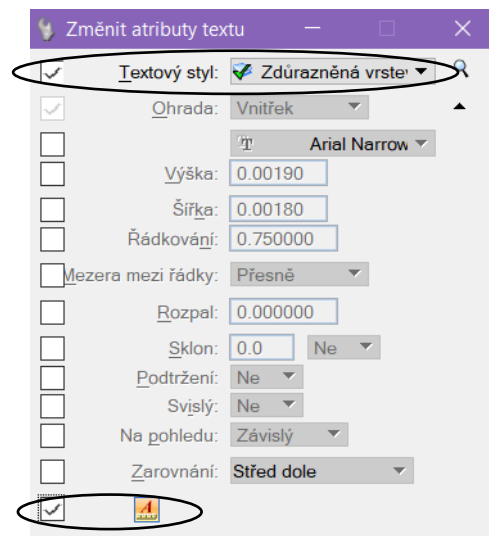 Změnit atributy textu
Textový styl: Zdůrazněná vrste
Ohrada: Vnitřek
Arial Narrow
Výška: 0.00190
Šířka: 0.00180
Řádkování: 0.750000
Mezera mezi řádky: Přesně
Rozpal: 0.000000
Sklon: 0.0 Ne
Podtržení: Ne
Svislý: Ne
Na pohledu: Závislý
Zarovnání: Střed dole